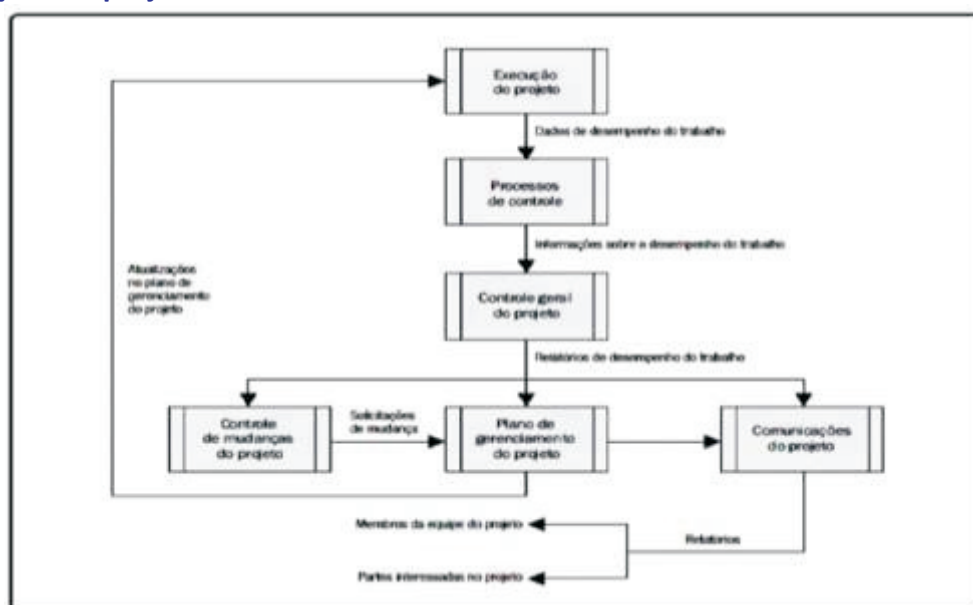 Execução
do projeto
Dados de desempenho do trabalho
Processos
de controle
Informações sobre o desempenho do trabalho
Atualizações
no plano de
gerenciamento
do projeto
Controle geral
do projeto
Relatórios de desempenho do trabalho
Controle
de mudanças
do projeto
Solicitações
de mudança
Plano de
gerenciamento
do projeto
Comunicações
do projeto
Membros da equipe do projeto
Relatórios
Partes interessadas no projeto